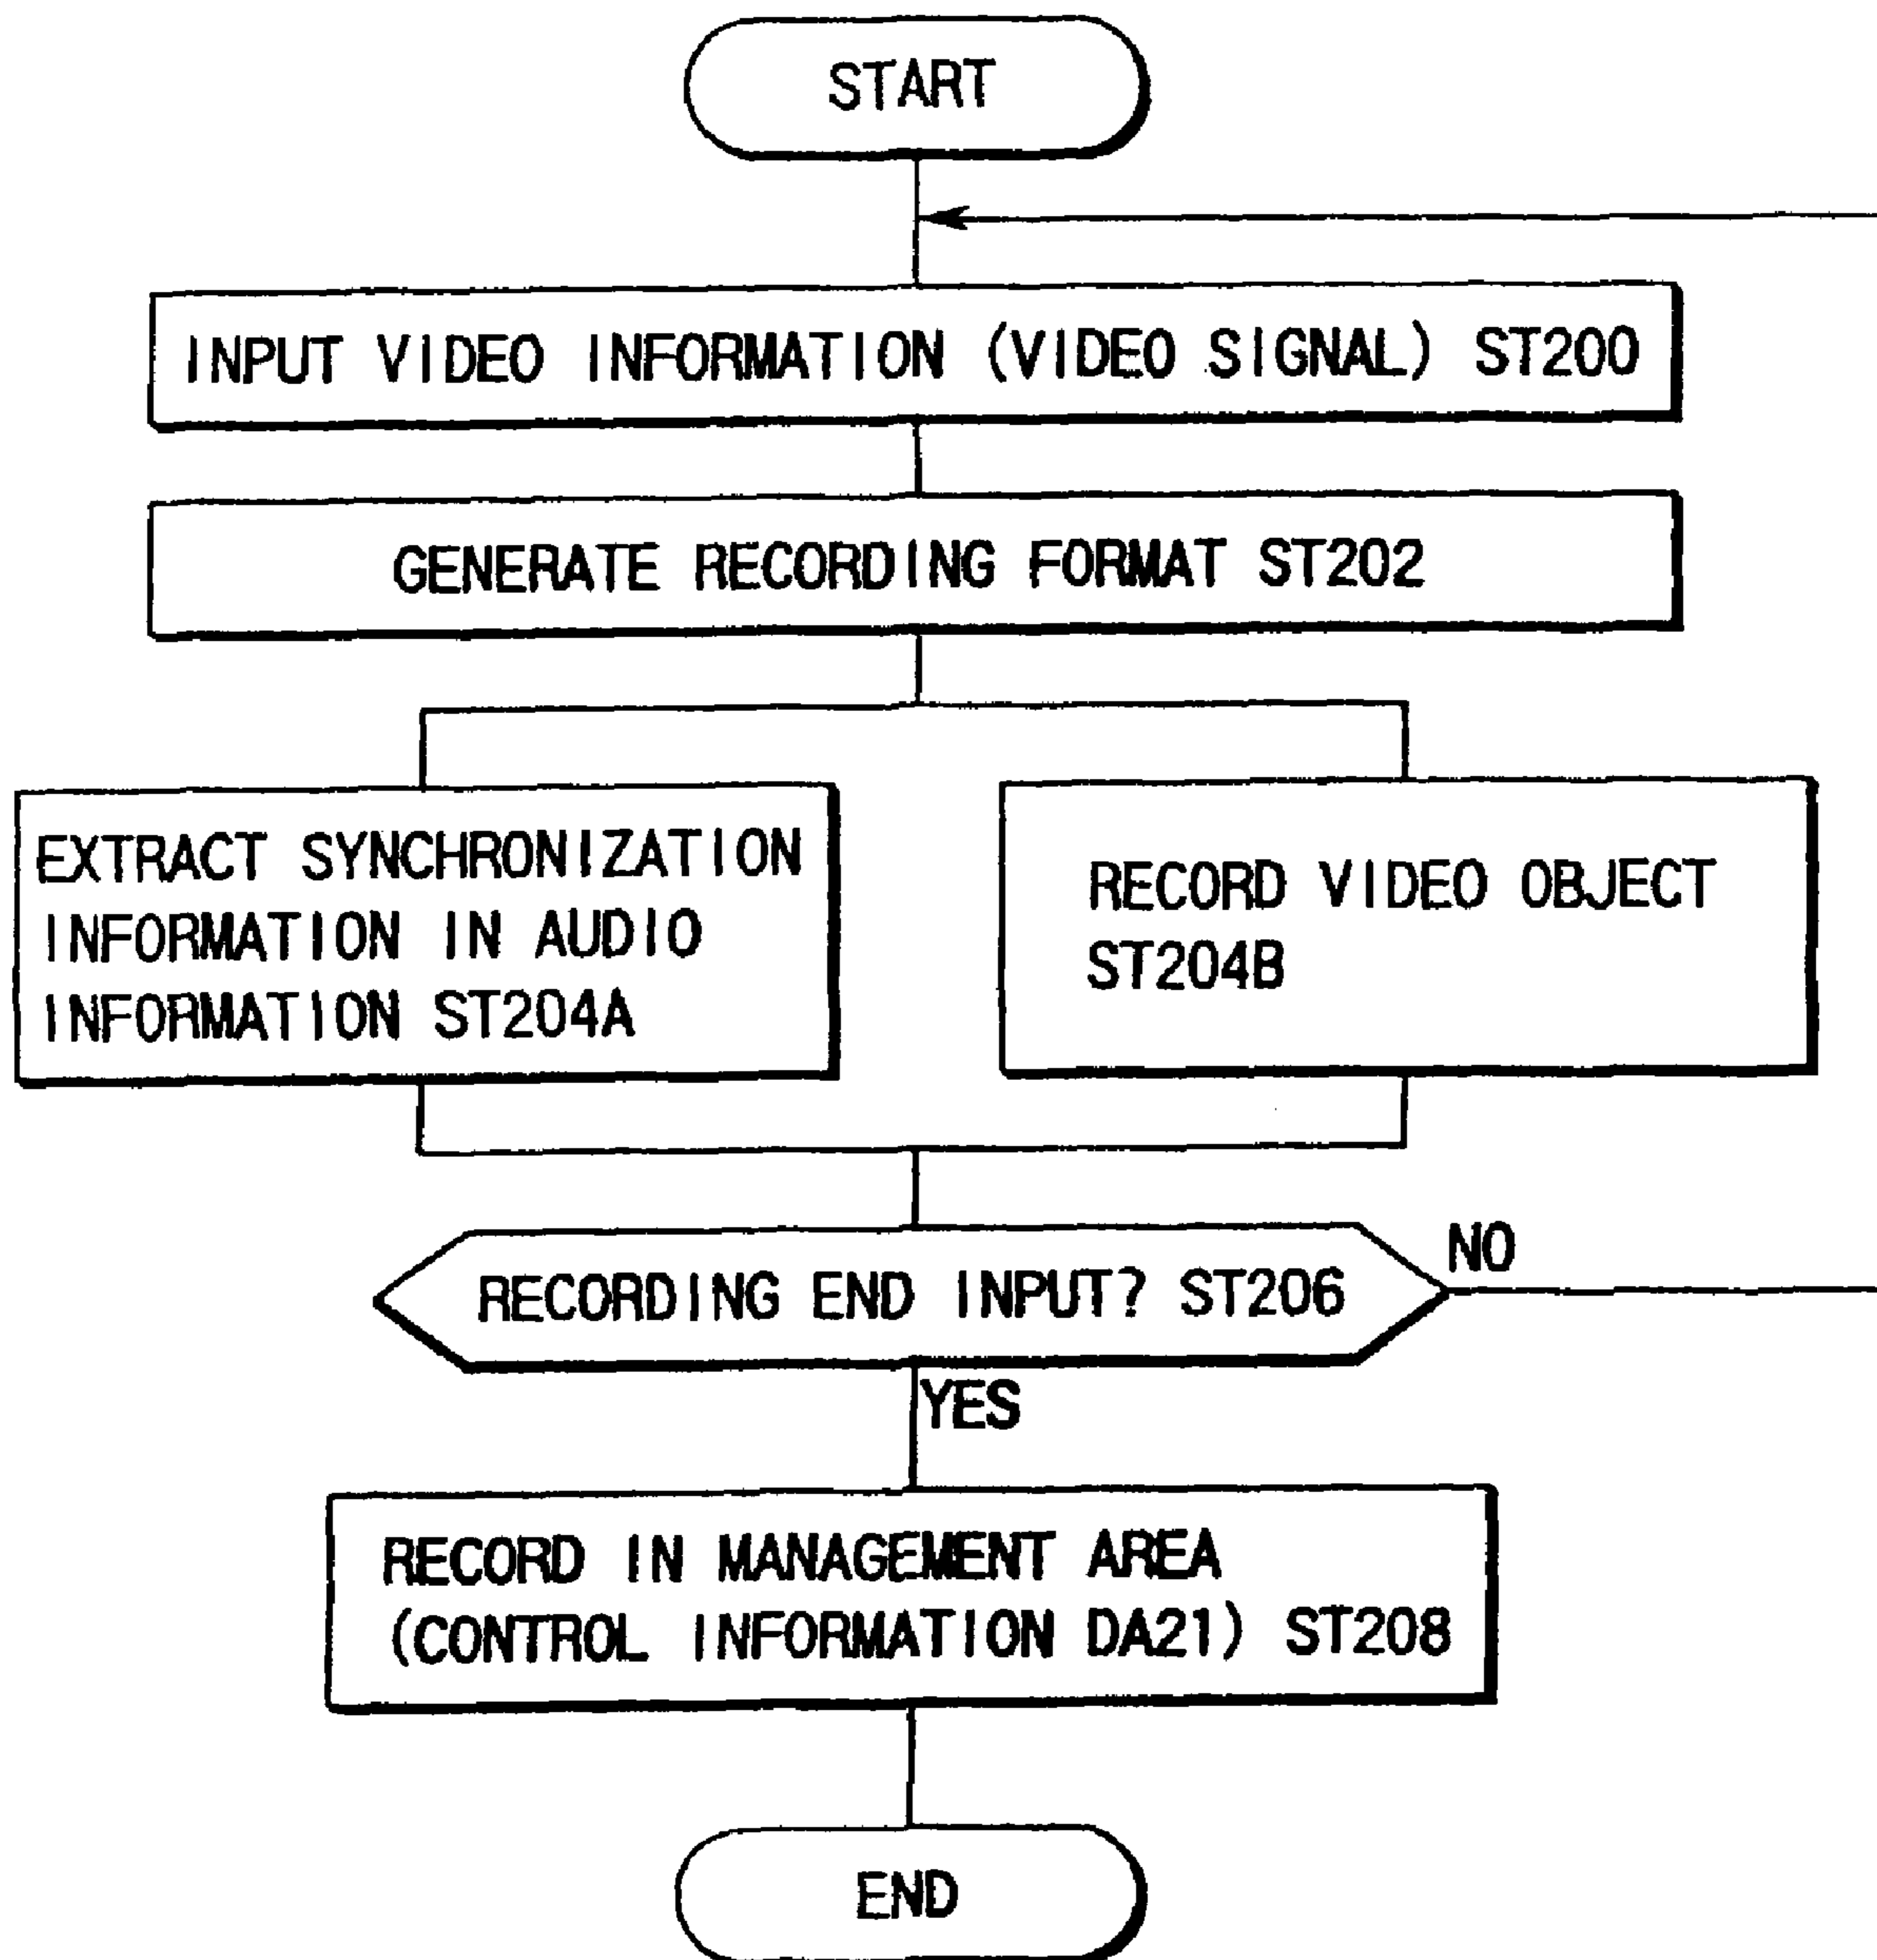 START
INPUT VIDEO INFORMATION (VIDEO SIGNAL) ST200
GENERATE RECORDING FORMAT ST202
EXTRACT SYNCHRONIZATION
INFORMATION IN AUDIO
INFORMATION ST204A
RECORD VIDEO OBJECT
ST204B
RECORDING END INPUT? ST206
NO
YES
RECORD IN MANAGEMENT AREA
(CONTROL INFORMATION DA21) ST208
END